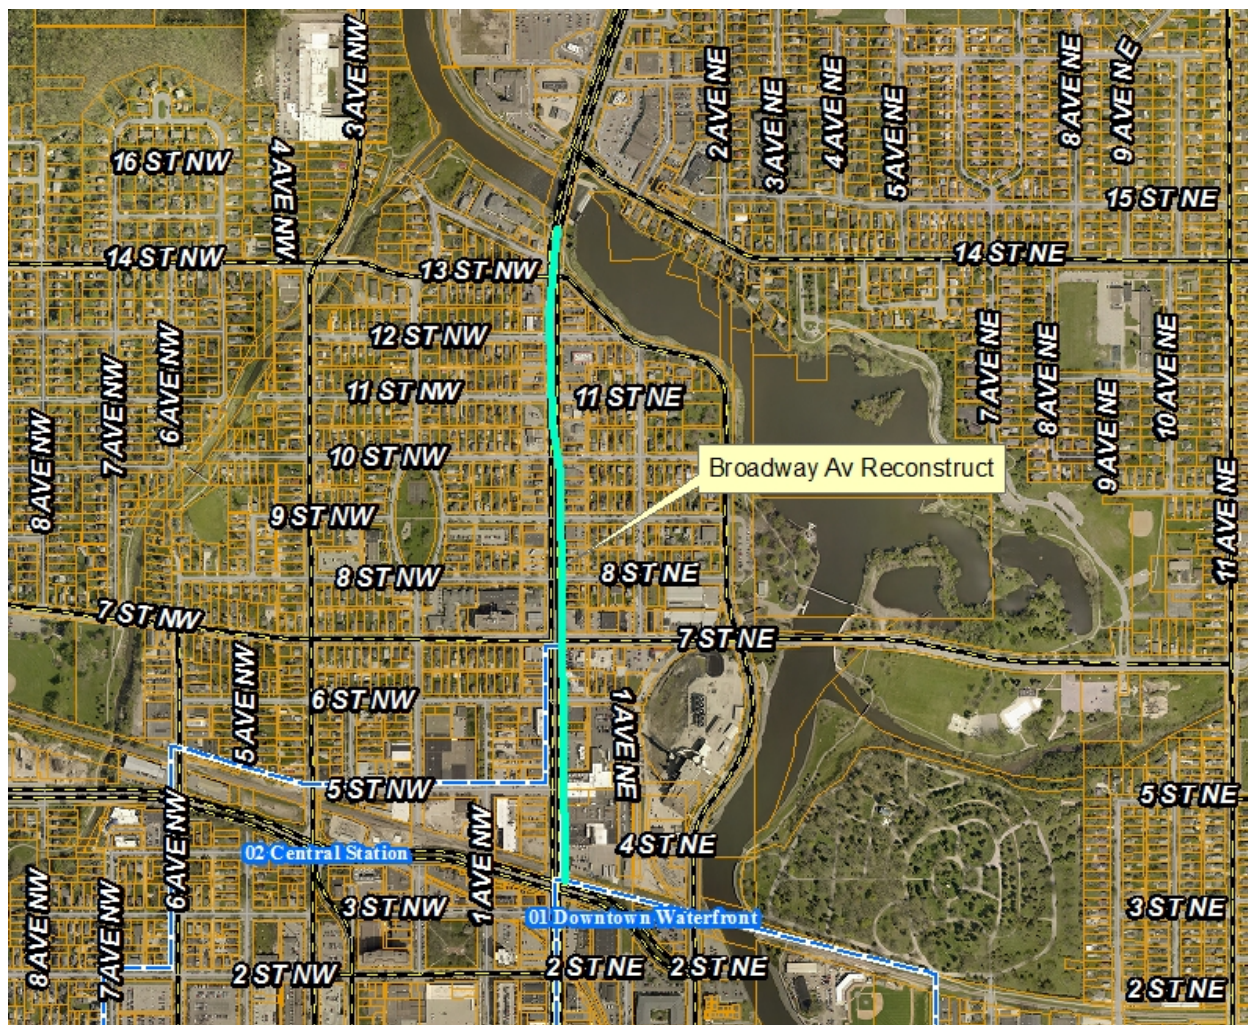 3 AVE NW
2 AVE NE
3 AVE NE
4 AVE NE
5 AVE NE
8 AVE NE
9 AVE NE
16 ST NW
4 AVE NW
15 ST NE
14 ST NW
13 ST NW
14 ST NE
12 ST NW
11 ST NW
11 ST NE
6 AVE NW
7 AVE NW
8 AVE NW
7 AVE NE
8 AVE NE
9 AVE NE
10 AVE NE
11 AVE NE
10 ST NW
Broadway Av Reconstruct
9 ST NW
8 ST NW
8 ST NE
7 ST NW
7 ST NE
5 AVE NW
6 ST NW
1 AVE NE
5 ST NW
5 ST NE
6 AVE NW
1 AVE NW
4 ST NE
02 Central Station
8 AVE NW
7 AVE NW
3 ST NW
01 Downtown Waterfront
3 ST NE
2 ST NW
2 ST NE
2 ST NE
2 ST NE